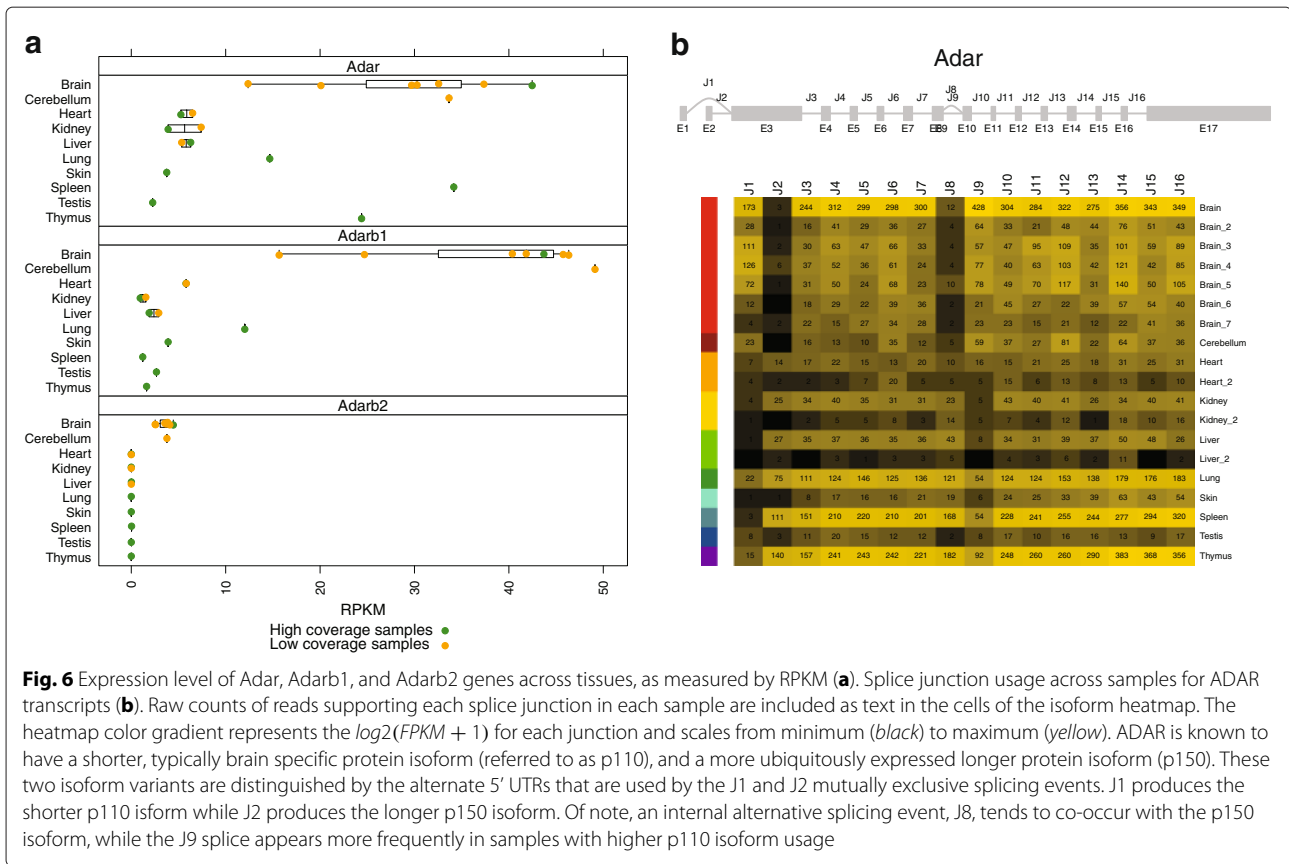 a
Adar
Brain
Cerebellum
Heart
Kidney
Liver
Lung
Skin
Spleen
Testis
Thymus
Adarb1
Brain
Cerebellum
Heart
Kidney
Liver
Lung
Skin
Spleen
Testis
Thymus
Adarb2
Brain
Cerebellum
Heart
Kidney
Liver
Lung
Skin
Spleen
Testis
Thymus
0 10 20 30 40 50
RPKM
High coverage samples
Low coverage samples
b
Adar
J1 J2 J3 J4 J5 J6 J7 J8 J9 J10 J11 J12 J13 J14 J15 J16
E1 E2 E3 E4 E5 E6 E7 E9 E10 E11 E12 E13 E14 E15 E16 E17
J1 J2 J3 J4 J5 J6 J7 J8 J9 J10 J11 J12 J13 J14 J15 J16
173 3 244 312 299 298 300 12 428 304 284 322 275 356 343 349 Brain
28 1 16 41 29 36 27 4 64 33 21 48 44 76 51 43 Brain_2
111 2 30 63 47 66 33 4 57 47 95 109 35 101 59 89 Brain_3
126 6 37 52 36 61 24 4 77 40 63 103 42 121 42 85 Brain_4
72 1 31 50 24 68 23 10 78 49 70 117 31 140 50 105 Brain_5
12 18 29 22 39 36 2 21 45 27 22 39 57 54 40 Brain_6
4 2 22 15 27 34 28 2 23 23 15 21 12 22 41 36 Brain_7
23 16 13 10 35 12 5 59 37 27 81 22 64 37 36 Cerebellum
7 14 17 22 15 13 20 10 16 15 21 25 18 31 25 31 Heart
4 2 2 3 7 20 5 5 5 15 6 13 8 13 5 10 Heart_2
4 25 34 40 35 31 31 23 5 43 40 41 26 34 40 41 Kidney
1 2 5 5 8 3 14 5 7 4 12 1 18 10 16 Kidney_2
1 27 35 37 36 35 36 43 8 34 31 39 37 50 48 26 Liver
2 3 1 3 3 5 4 3 6 2 11 2 Liver_2
22 75 111 124 146 125 136 121 54 124 124 153 138 179 176 183 Lung
1 1 8 17 16 16 21 19 6 24 25 33 39 63 43 54 Skin
3 111 151 210 220 210 201 168 54 228 241 255 244 277 294 320 Spleen
8 3 11 20 15 12 12 2 8 17 10 16 16 13 9 17 Testis
15 140 157 241 243 242 221 182 92 248 260 260 290 383 368 356 Thymus
Fig. 6 Expression level of Adar, Adarb1, and Adarb2 genes across tissues, as measured by RPKM (a). Splice junction usage across samples for ADAR
transcripts (b). Raw counts of reads supporting each splice junction in each sample are included as text in the cells of the isoform heatmap. The
heatmap color gradient represents the log2(FPKM + 1) for each junction and scales from minimum (black) to maximum (yellow). ADAR is known to
have a shorter, typically brain specific protein isoform (referred to as p110), and a more ubiquitously expressed longer protein isoform (p150). These
two isoform variants are distinguished by the alternate 5′ UTRs that are used by the J1 and J2 mutually exclusive splicing events. J1 produces the
shorter p110 isform while J2 produces the longer p150 isoform. Of note, an internal alternative splicing event, J8, tends to co-occur with the p150
isoform, while the J9 splice appears more frequently in samples with higher p110 isoform usage